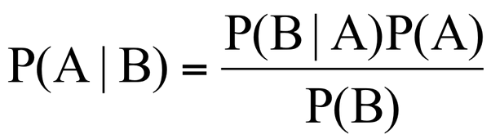 P(A | B) = P(B | A)P(A) / P(B)